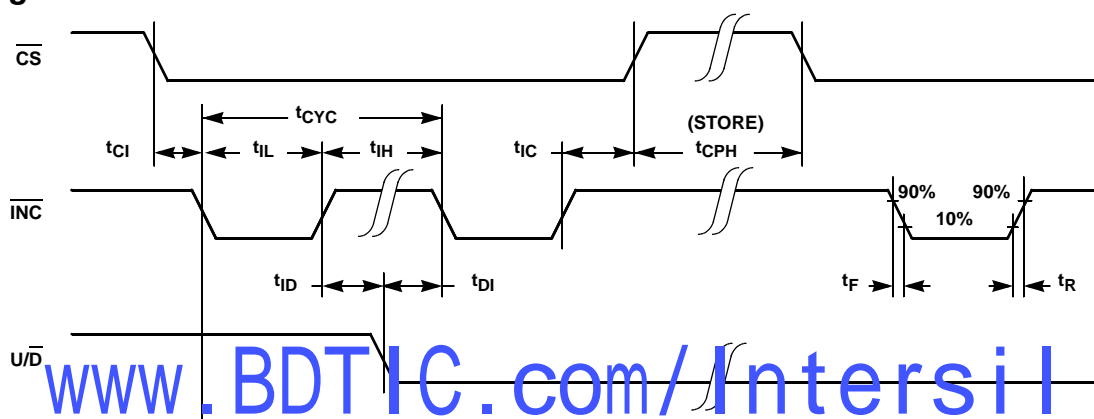 CS
tCYC
(STORE)
tCI
tIL
tIH
tIC
tCPH
INC
90%
90%
10%
tID
tDI
tF
tR
U/D
www.BDTIC.com/Intersil